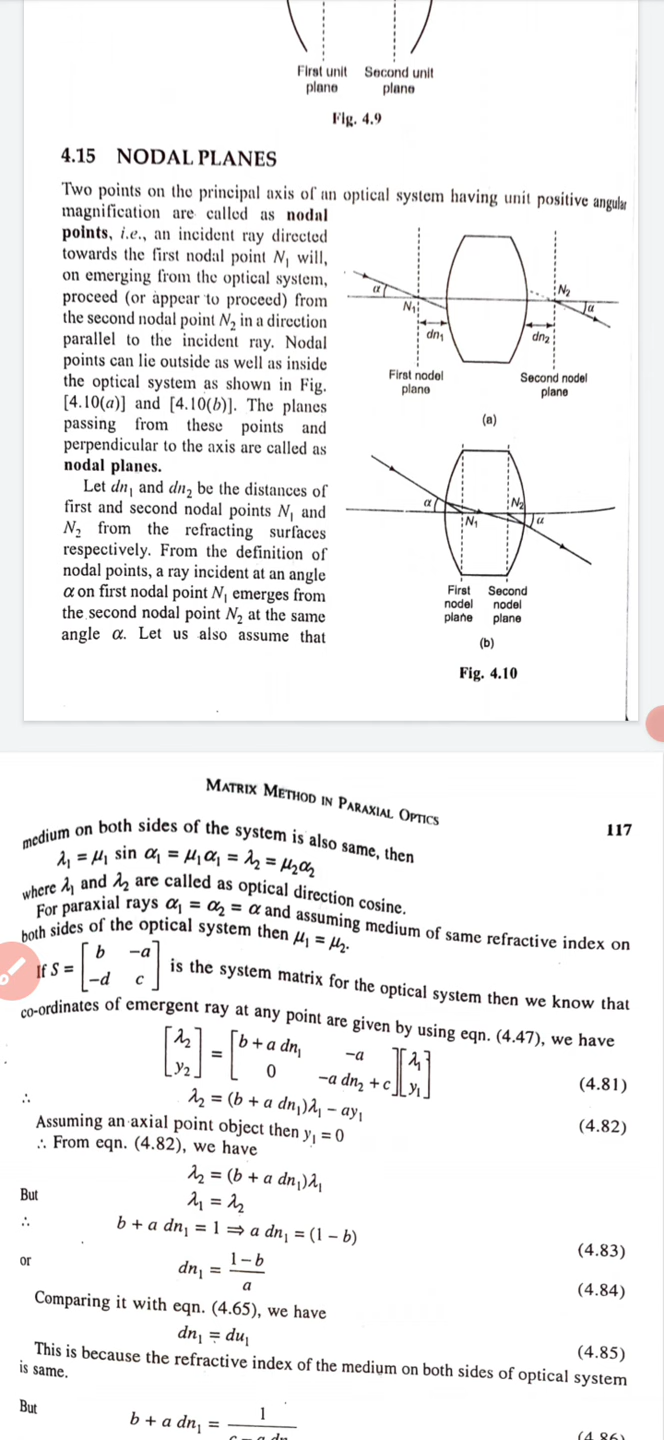 First unit Second unit
plane plane
Fig. 4.9
4.15 NODAL PLANES
Two points on the principal axis of an optical system having unit positive angular
magnification are called as nodal
points, i.e., an incident ray directed
towards the first nodal point N₁ will,
on emerging from the optical system,
proceed (or appear to proceed) from
the second nodal point N₂ in a direction
parallel to the incident ray. Nodal
points can lie outside as well as inside
the optical system as shown in Fig.
[4.10(a)] and [4.10(b)]. The planes
passing from these points and
perpendicular to the axis are called as
nodal planes.
Let dn₁ and dn₂ be the distances of
first and second nodal points N₁ and
N₂ from the refracting surfaces
respectively. From the definition of
nodal points, a ray incident at an angle
α on first nodal point N₁ emerges from
the second nodal point N₂ at the same
angle α. Let us also assume that
α N₁ dn₁ dn₂ N₂ α
First nodel Second nodel
plane plane
(a)
α N₁ N₂ α
First Second
nodel nodel
plane plane
(b)
Fig. 4.10
MATRIX METHOD IN PARAXIAL OPTICS 117
medium on both sides of the system is also same, then
λ₁ = μ₁ sin α₁ = μ₁α₁ = λ₂ = μ₂α₂
where λ₁ and λ₂ are called as optical direction cosine.
For paraxial rays α₁ = α₂ = α and assuming medium of same refractive index on
both sides of the optical system then μ₁ = μ₂.
If S = [b −a; −d c] is the system matrix for the optical system then we know that
co-ordinates of emergent ray at any point are given by using eqn. (4.47), we have
[λ₂; y₂] = [b + a dn₁ −a; 0 −a dn₂ + c][λ₁; y₁] (4.81)
∴ λ₂ = (b + a dn₁)λ₁ − ay₁ (4.82)
Assuming an axial point object then y₁ = 0
∴ From eqn. (4.82), we have
λ₂ = (b + a dn₁)λ₁
But λ₁ = λ₂
∴ b + a dn₁ = 1 ⇒ a dn₁ = (1 − b) (4.83)
or dn₁ = (1 − b)/a (4.84)
Comparing it with eqn. (4.65), we have
dn₁ = du₁ (4.85)
This is because the refractive index of the medium on both sides of optical system
is same.
But b + a dn₁ = 1